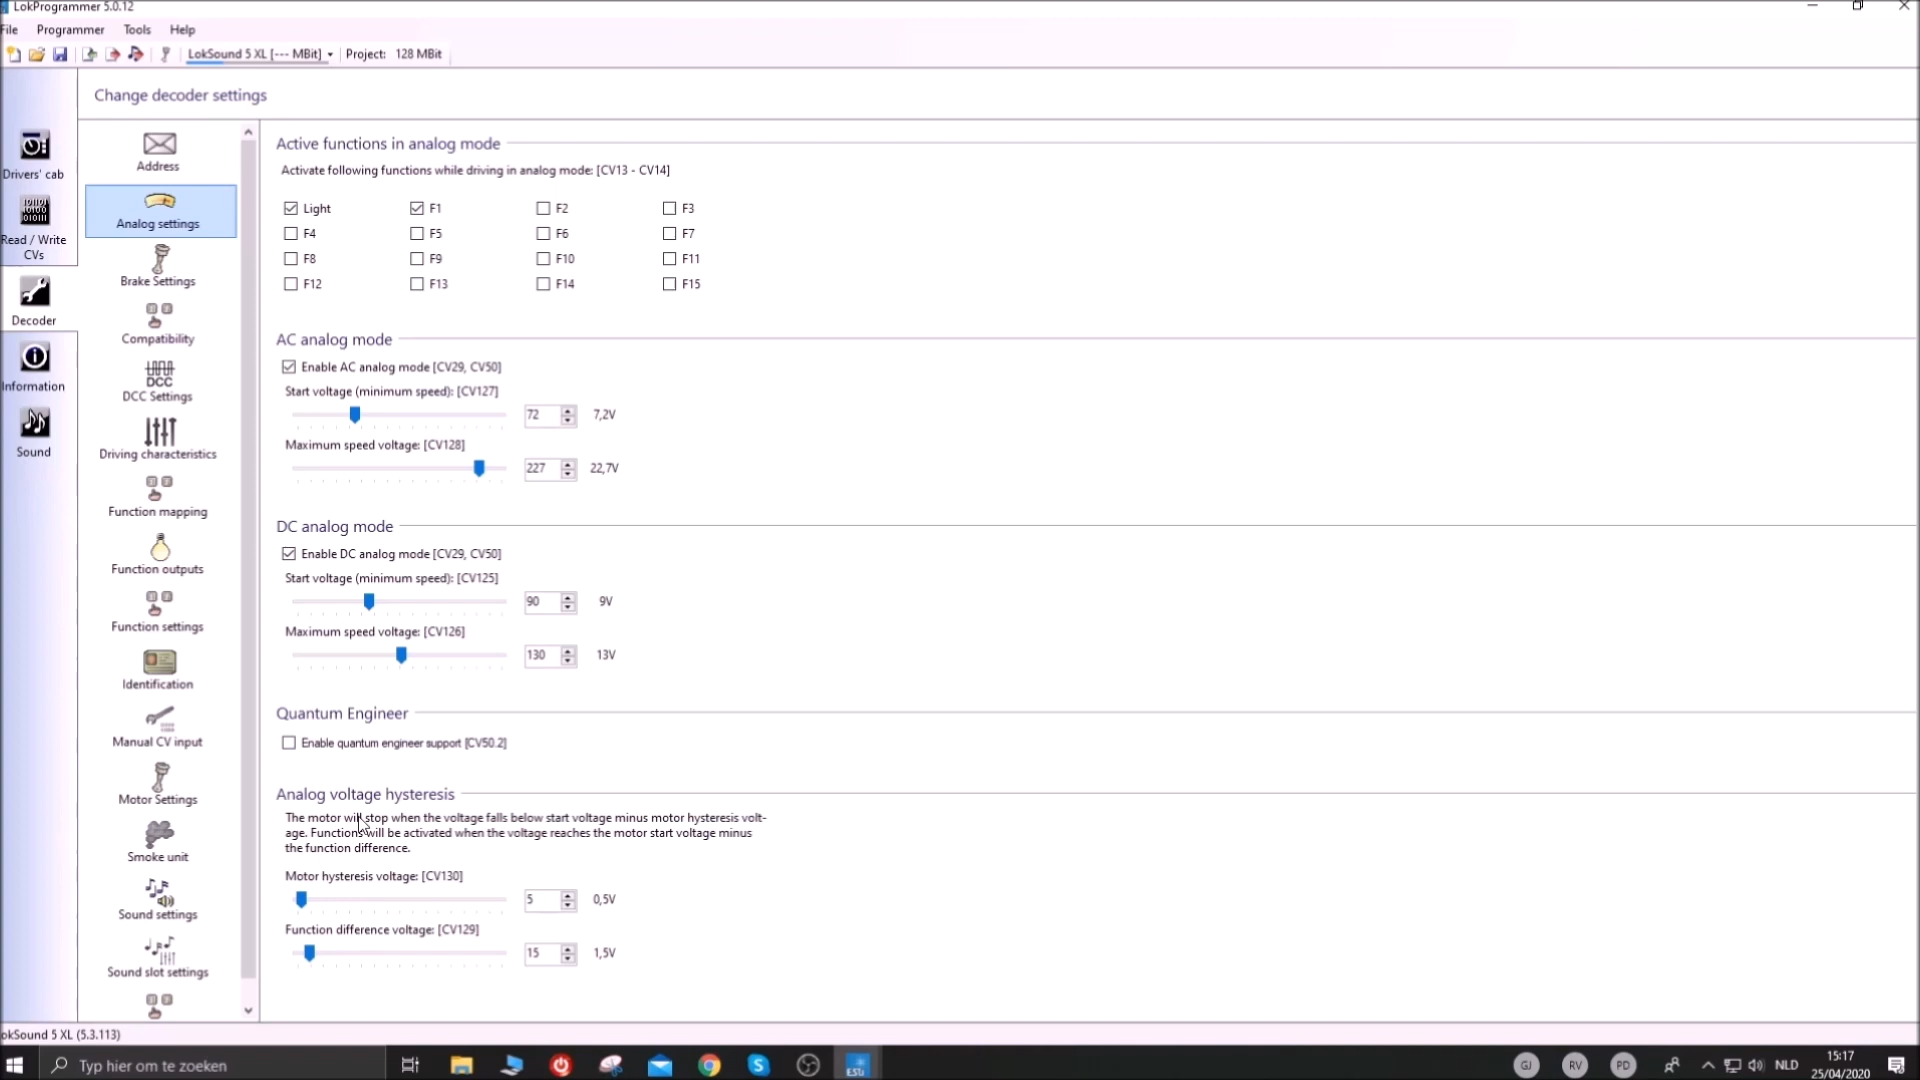 LokProgrammer 5.0.12
File Programmer Tools Help
LokSound 5 XL [--- MBit] Project: 128 MBit
Change decoder settings
Drivers' cab
Read / Write
CVs
Decoder
Information
Sound
Address
Analog settings
Brake Settings
Compatibility
DCC
DCC Settings
Driving characteristics
Function mapping
Function outputs
Function settings
Identification
Manual CV input
Motor Settings
Smoke unit
Sound settings
Sound slot settings
Active functions in analog mode
Activate following functions while driving in analog mode: [CV13 - CV14]
Light F1 F2 F3
F4 F5 F6 F7
F8 F9 F10 F11
F12 F13 F14 F15
AC analog mode
Enable AC analog mode [CV29, CV50]
Start voltage (minimum speed): [CV127]
72 7,2V
Maximum speed voltage: [CV128]
227 22,7V
DC analog mode
Enable DC analog mode [CV29, CV50]
Start voltage (minimum speed): [CV125]
90 9V
Maximum speed voltage: [CV126]
130 13V
Quantum Engineer
Enable quantum engineer support [CV50.2]
Analog voltage hysteresis
The motor will stop when the voltage falls below start voltage minus motor hysteresis volt-
age. Functions will be activated when the voltage reaches the motor start voltage minus
the function difference.
Motor hysteresis voltage: [CV130]
5 0,5V
Function difference voltage: [CV129]
15 1,5V
okSound 5 XL (5.3.113)
Typ hier om te zoeken
ESU
GJ RV PD NLD
15:17
25/04/2020